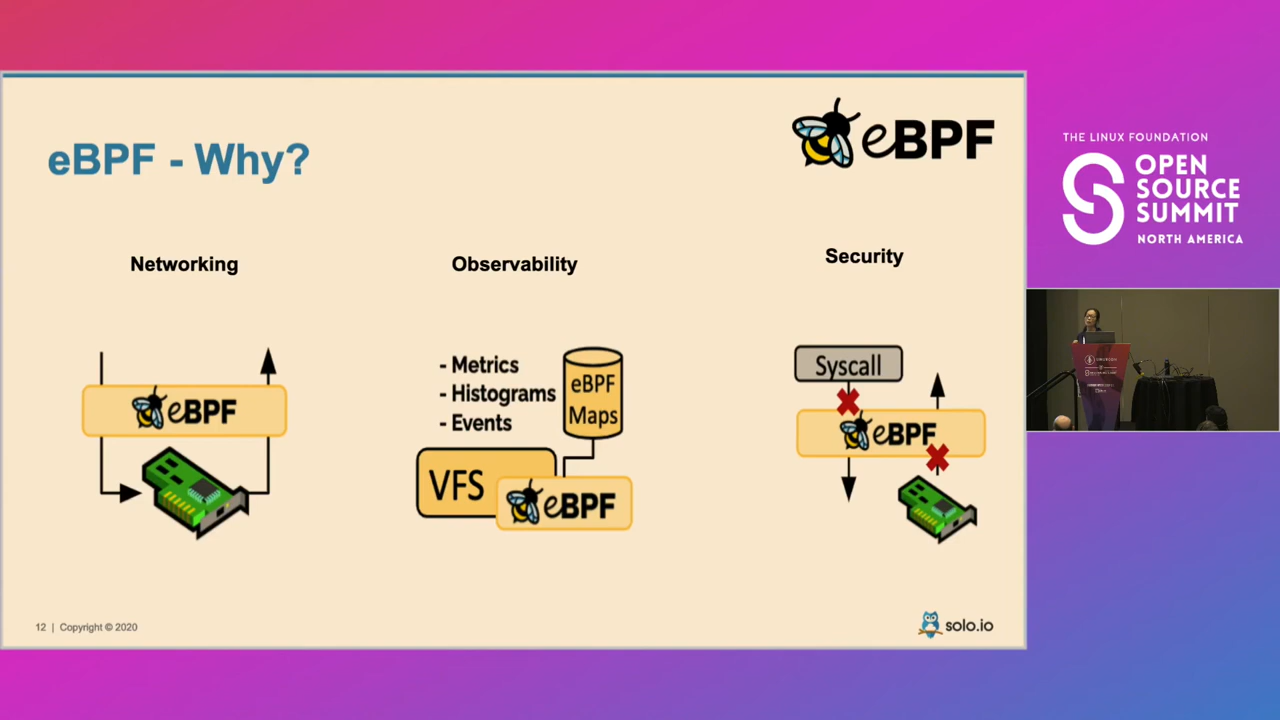 eBPF - Why?
eBPF
Networking
Observability
Security
eBPF
- Metrics
- Histograms
- Events
eBPF
Maps
VFS
eBPF
Syscall
eBPF
12 | Copyright © 2020
solo.io
THE LINUX FOUNDATION
OPEN
SOURCE
SUMMIT
NORTH AMERICA